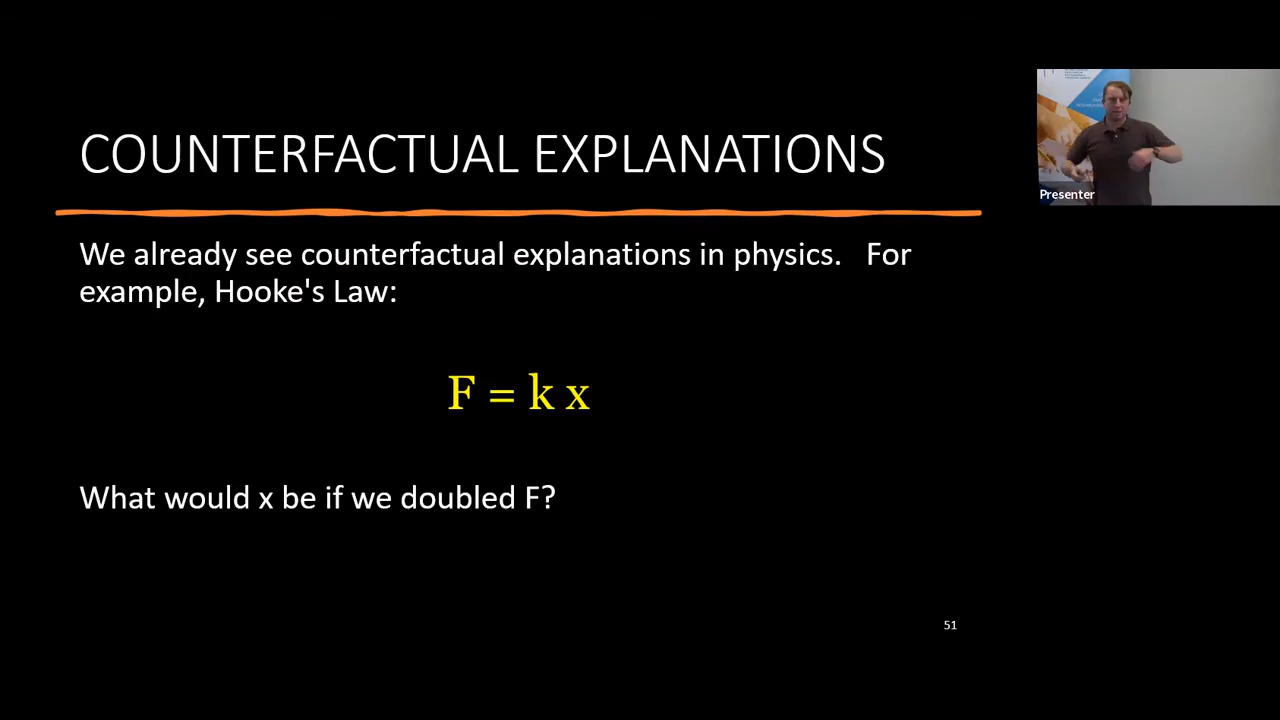 COUNTERFACTUAL EXPLANATIONS
We already see counterfactual explanations in physics.   For
example, Hooke's Law:
F = k x
What would x be if we doubled F?
51
Presenter